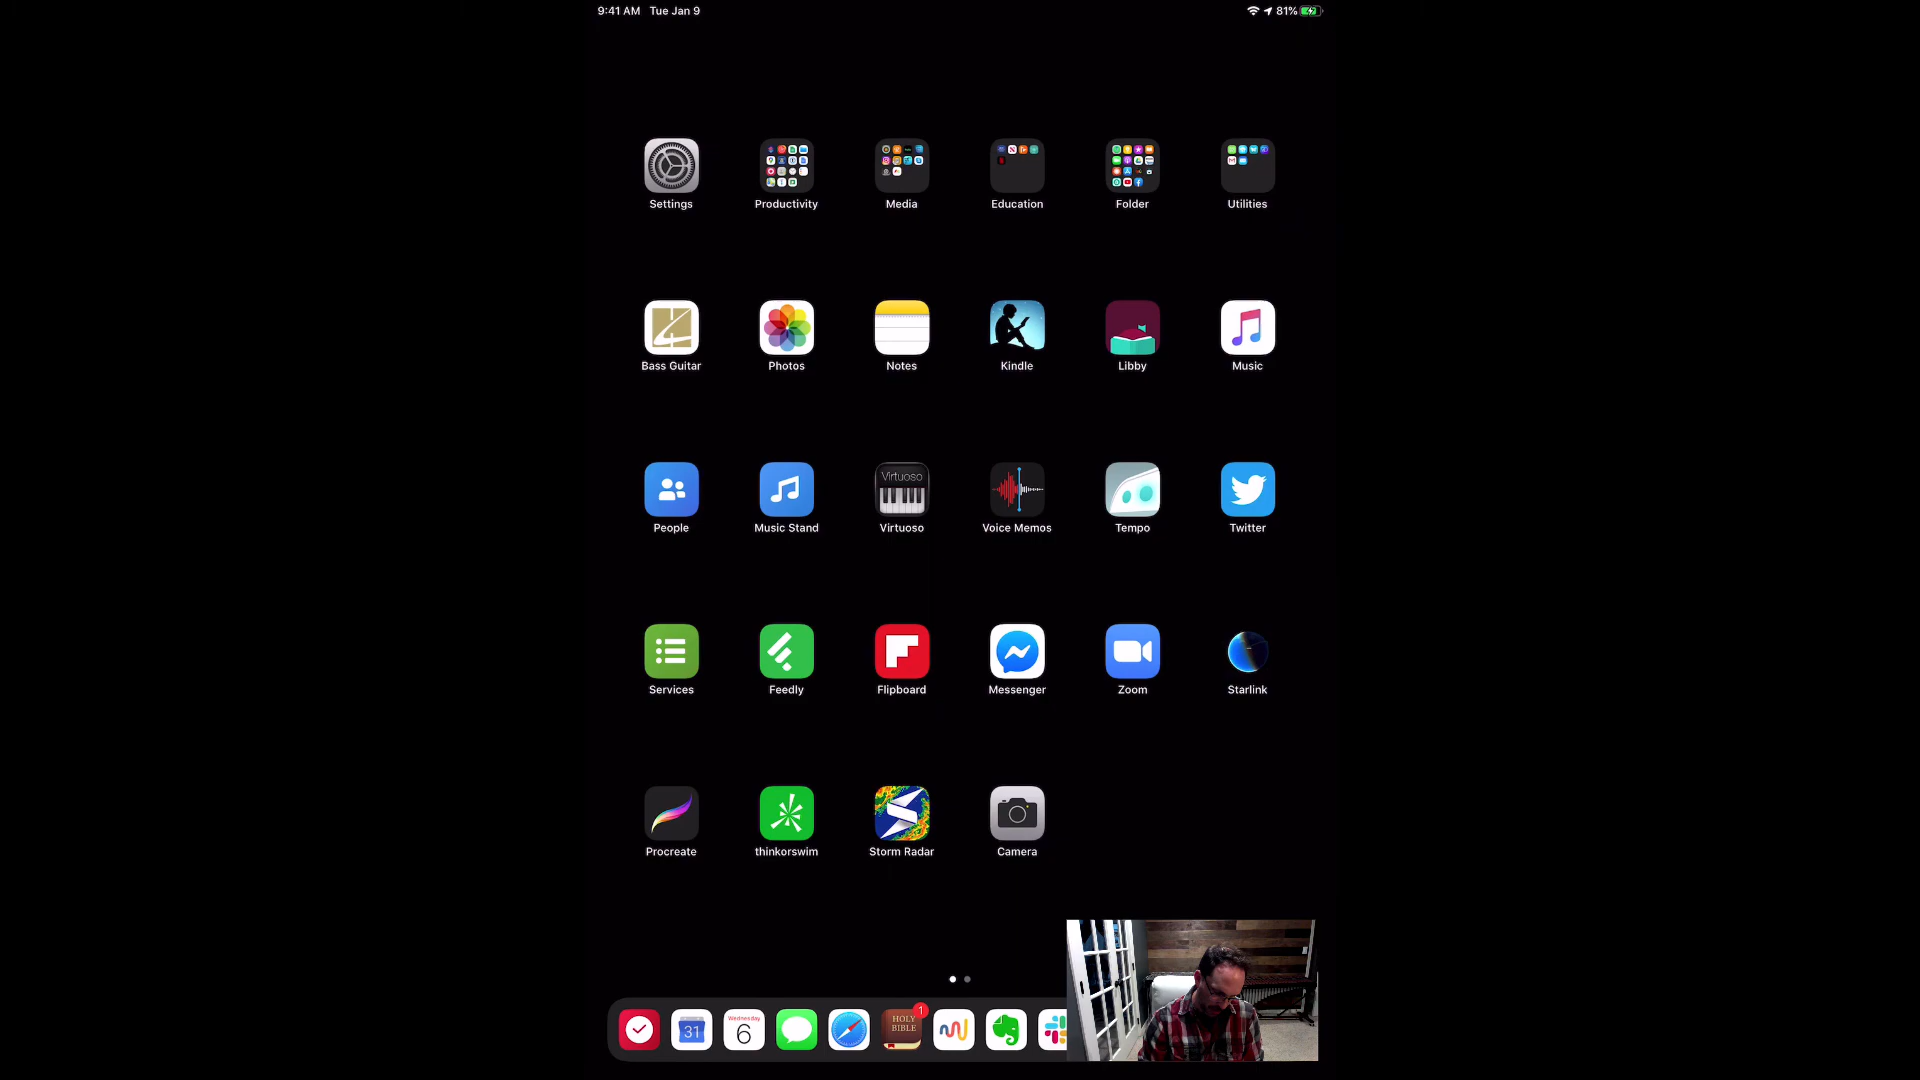 9:41 AM Tue Jan 9
81%
Settings Productivity Media Education Folder Utilities
Bass Guitar Photos Notes Kindle Libby Music
Virtuoso
People Music Stand Virtuoso Voice Memos Tempo Twitter
Services Feedly Flipboard Messenger Zoom Starlink
Procreate thinkorswim Storm Radar Camera
31
Wednesday
6
HOLY
BIBLE
1